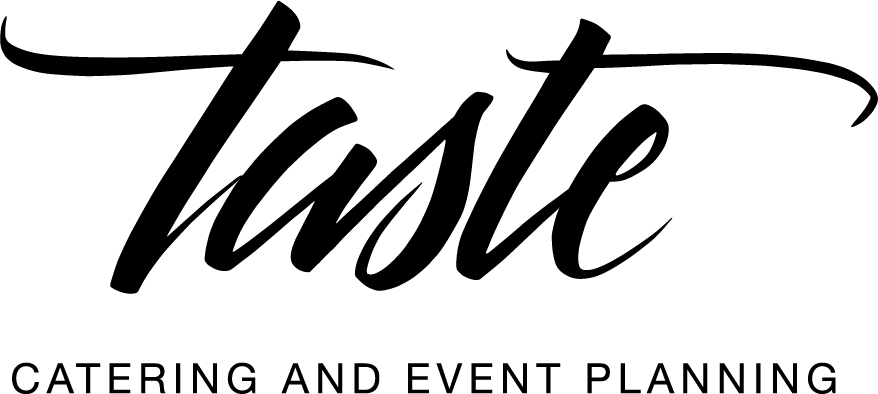 taste
CATERING AND EVENT PLANNING